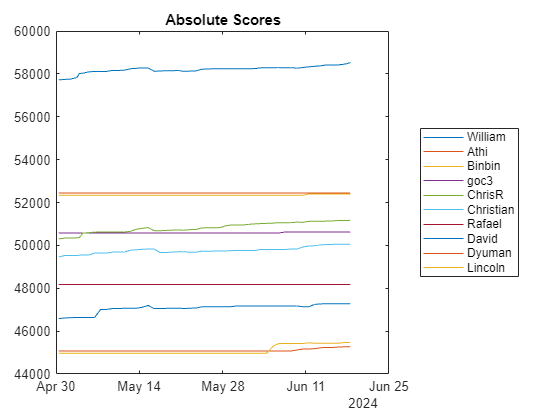 Absolute Scores
60000
58000
56000
54000
52000
50000
48000
46000
44000
Apr 30
May 14
May 28
Jun 11
Jun 25
2024
William
Athi
Binbin
goc3
ChrisR
Christian
Rafael
David
Dyuman
Lincoln